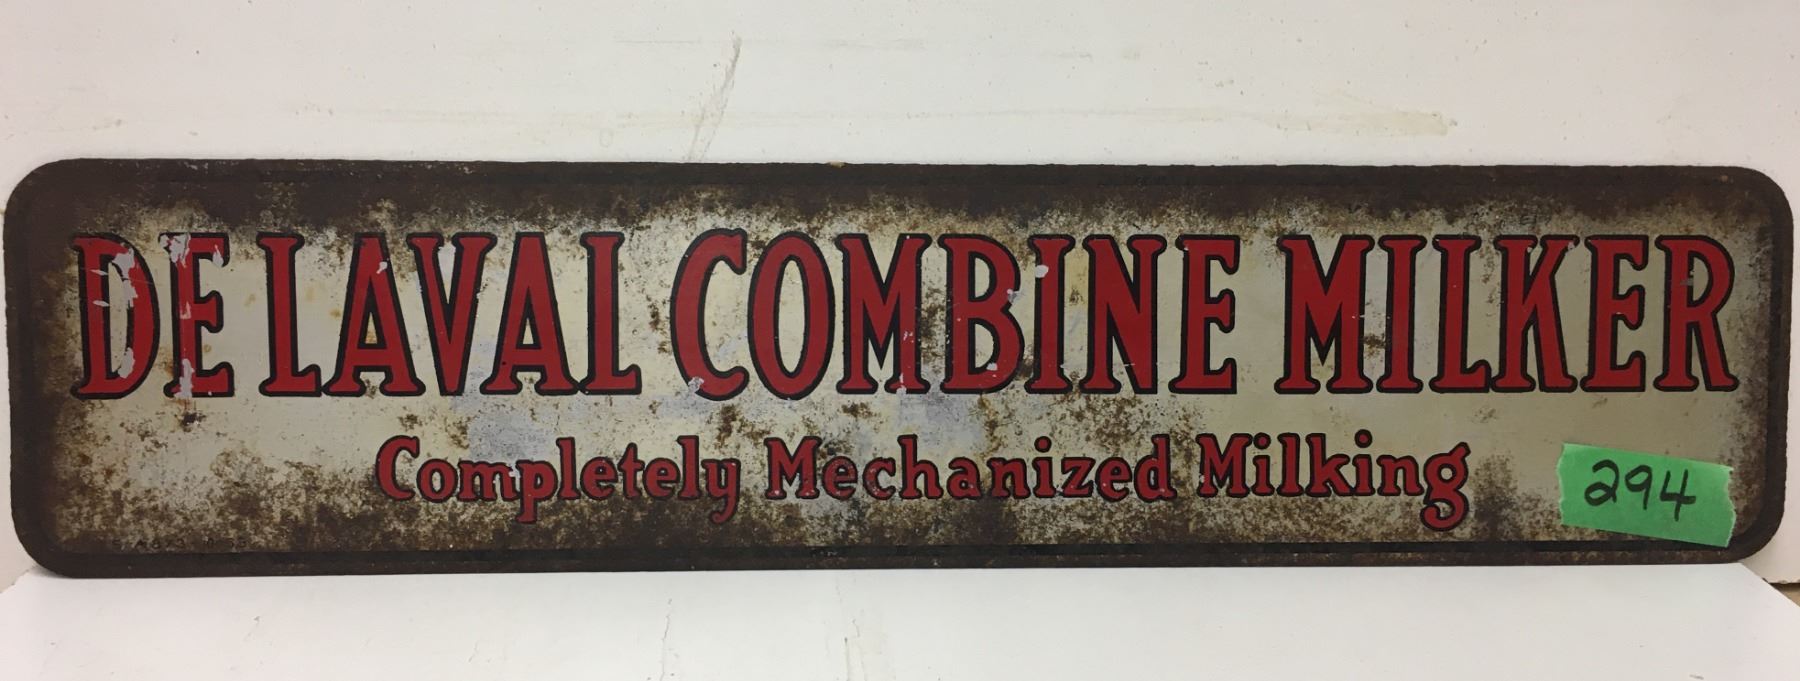 DE LAVAL COMBINE MILKER
Completely Mechanized Milking
294